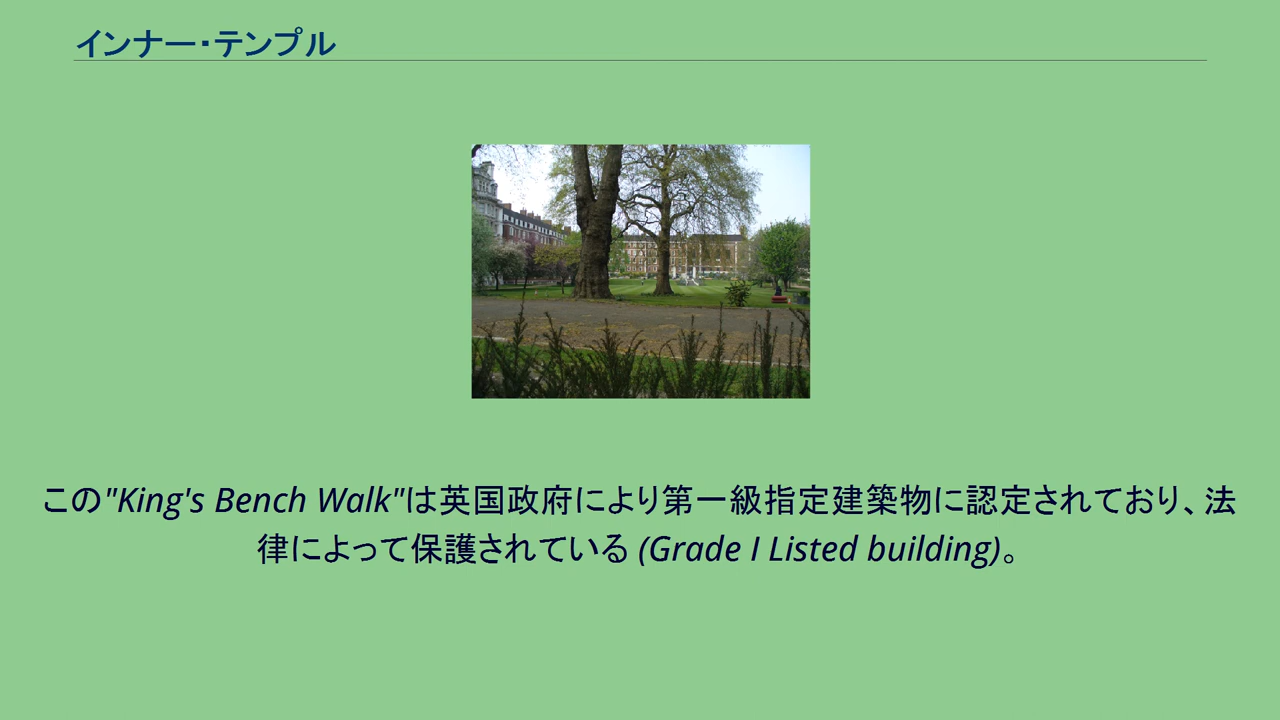 インナー・テンプル
この"King's Bench Walk"は英国政府により第一級指定建築物に認定されており、法
律によって保護されている (Grade I Listed building)。